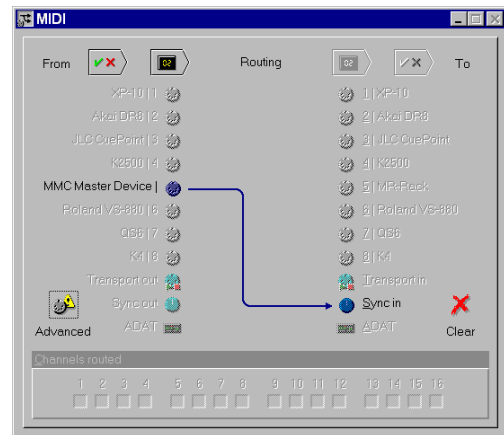 MIDI
From 02 Routing 02 To
XP-10 | 1 1 | XP-10
Akai DR8 | 2 2 | Akai DR8
JLC CuePoint | 3 3 | JLC CuePoint
K2500 | 4 4 | K2500
MMC Master Device | 5 | MR-Rack
Roland VS-880 | 6 6 | Roland VS-880
QS6 | 7 7 | QS6
K4 | 8 8 | K4
Transport out Transport in
Sync out Sync in
Advanced ADAT ADAT Clear
Channels routed
1 2 3 4 5 6 7 8 9 10 11 12 13 14 15 16